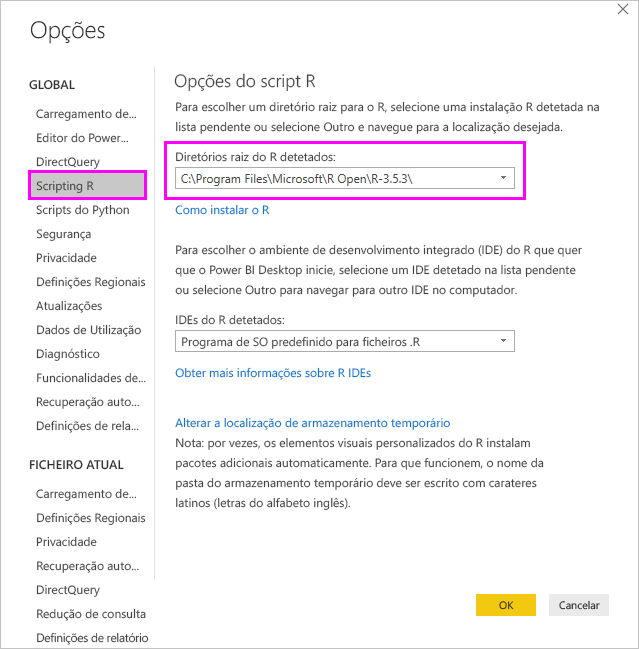 Opções
GLOBAL
Carregamento de...
Editor do Power...
DirectQuery
Scripting R
Scripts do Python
Segurança
Privacidade
Definições Regionais
Atualizações
Dados de Utilização
Diagnóstico
Funcionalidades de...
Recuperação auto...
Definições de rela...
FICHEIRO ATUAL
Carregamento de...
Definições Regionais
Privacidade
Recuperação auto...
DirectQuery
Redução de consulta
Definições de relatório
Opções do script R
Para escolher um diretório raiz para o R, selecione uma instalação R detetada na
lista pendente ou selecione Outro e navegue para a localização desejada.
Diretórios raiz do R detetados:
C:\Program Files\Microsoft\R Open\R-3.5.3\
Como instalar o R
Para escolher o ambiente de desenvolvimento integrado (IDE) do R que quer
que o Power BI Desktop inicie, selecione um IDE detetado na lista pendente
ou selecione Outro para navegar para outro IDE no computador.
IDEs do R detetados:
Programa de SO predefinido para ficheiros .R
Obter mais informações sobre R IDEs
Alterar a localização de armazenamento temporário
Nota: por vezes, os elementos visuais personalizados do R instalam
pacotes adicionais automaticamente. Para que funcionem, o nome da
pasta do armazenamento temporário deve ser escrito com carateres
latinos (letras do alfabeto inglês).
OK
Cancelar